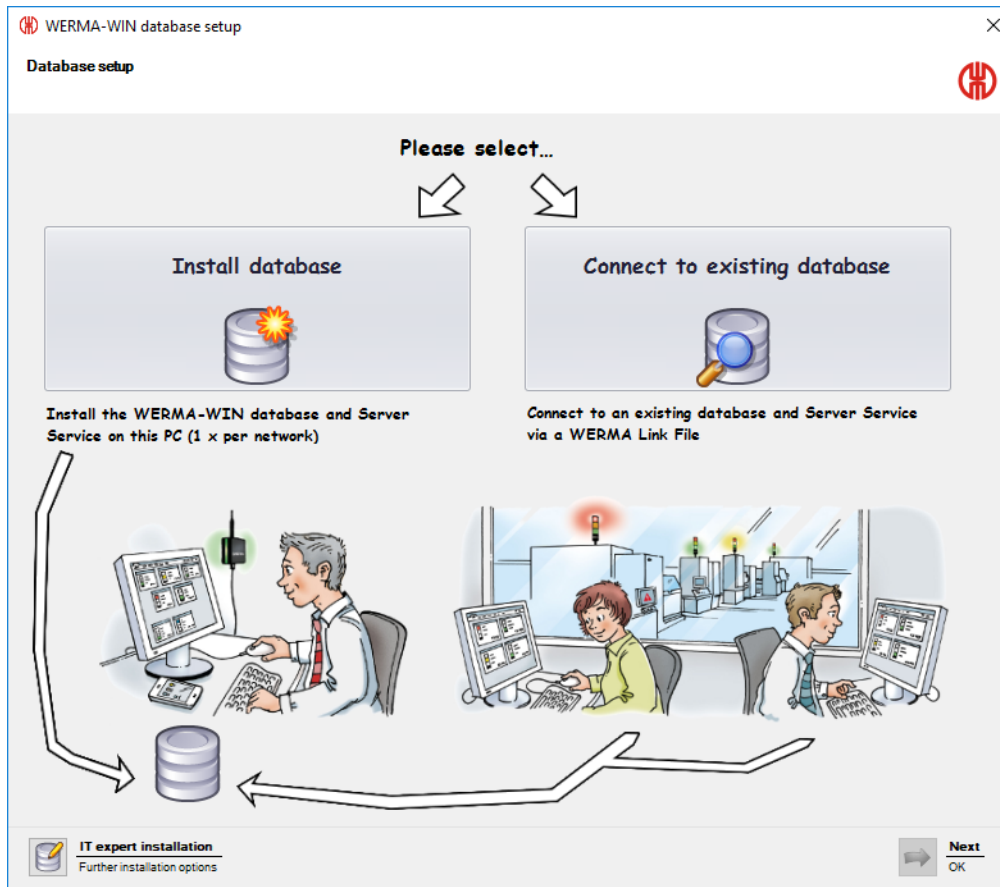 WERMA-WIN database setup
Database setup
Please select...
Install database
Connect to existing database
Install the WERMA-WIN database and Server
Service on this PC (1 x per network)
Connect to an existing database and Server Service
via a WERMA Link File
IT expert installation
Further installation options
Next
OK